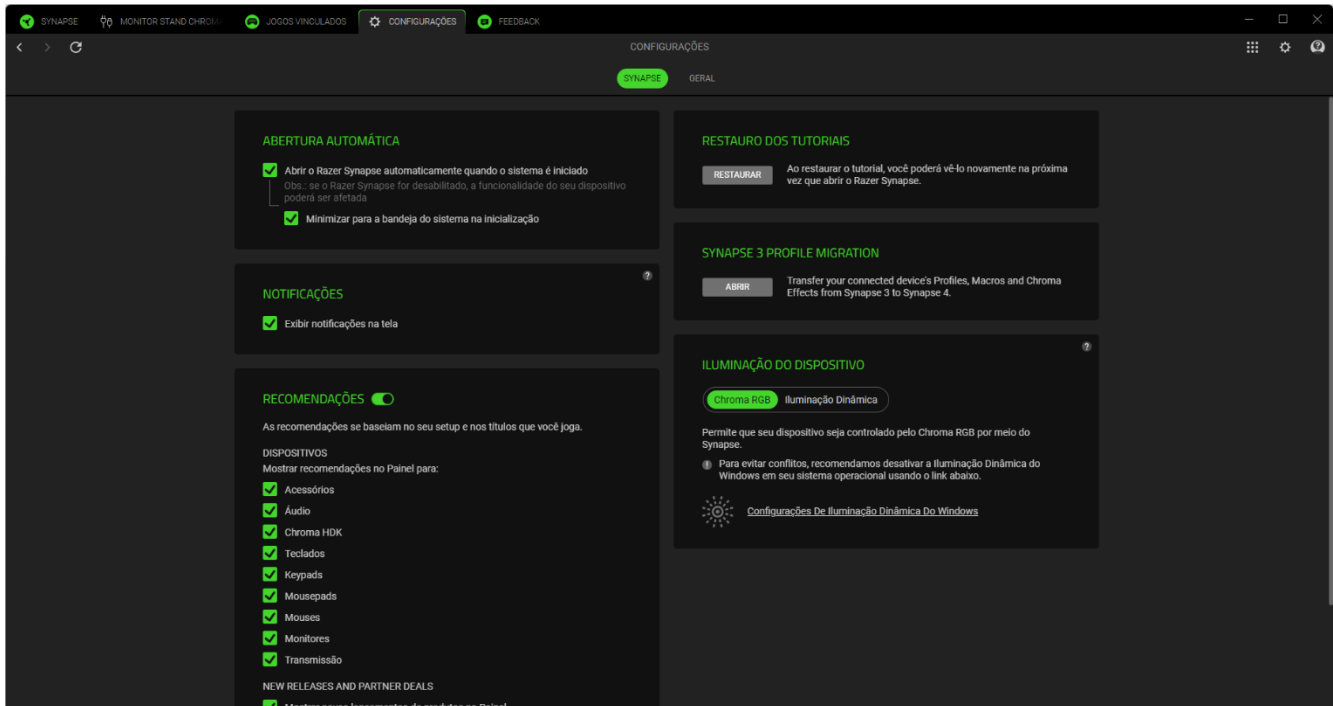 SYNAPSE
MONITOR STAND CHROMA
JOGOS VINCULADOS
CONFIGURAÇÕES
FEEDBACK
CONFIGURAÇÕES
SYNAPSE
GERAL
ABERTURA AUTOMÁTICA
Abrir o Razer Synapse automaticamente quando o sistema é iniciado
Obs.: se o Razer Synapse for desabilitado, a funcionalidade do seu dispositivo
poderá ser afetada
Minimizar para a bandeja do sistema na inicialização
NOTIFICAÇÕES
Exibir notificações na tela
RECOMENDAÇÕES
As recomendações se baseiam no seu setup e nos títulos que você joga.
DISPOSITIVOS
Mostrar recomendações no Painel para:
Acessórios
Áudio
Chroma HDK
Teclados
Keypads
Mousepads
Mouses
Monitores
Transmissão
NEW RELEASES AND PARTNER DEALS
RESTAURO DOS TUTORIAIS
RESTAURAR
Ao restaurar o tutorial, você poderá vê-lo novamente na próxima
vez que abrir o Razer Synapse.
SYNAPSE 3 PROFILE MIGRATION
ABRIR
Transfer your connected device's Profiles, Macros and Chroma
Effects from Synapse 3 to Synapse 4.
ILUMINAÇÃO DO DISPOSITIVO
Chroma RGB
Iluminação Dinâmica
Permite que seu dispositivo seja controlado pelo Chroma RGB por meio do
Synapse.
Para evitar conflitos, recomendamos desativar a Iluminação Dinâmica do
Windows em seu sistema operacional usando o link abaixo.
Configurações De Iluminação Dinâmica Do Windows